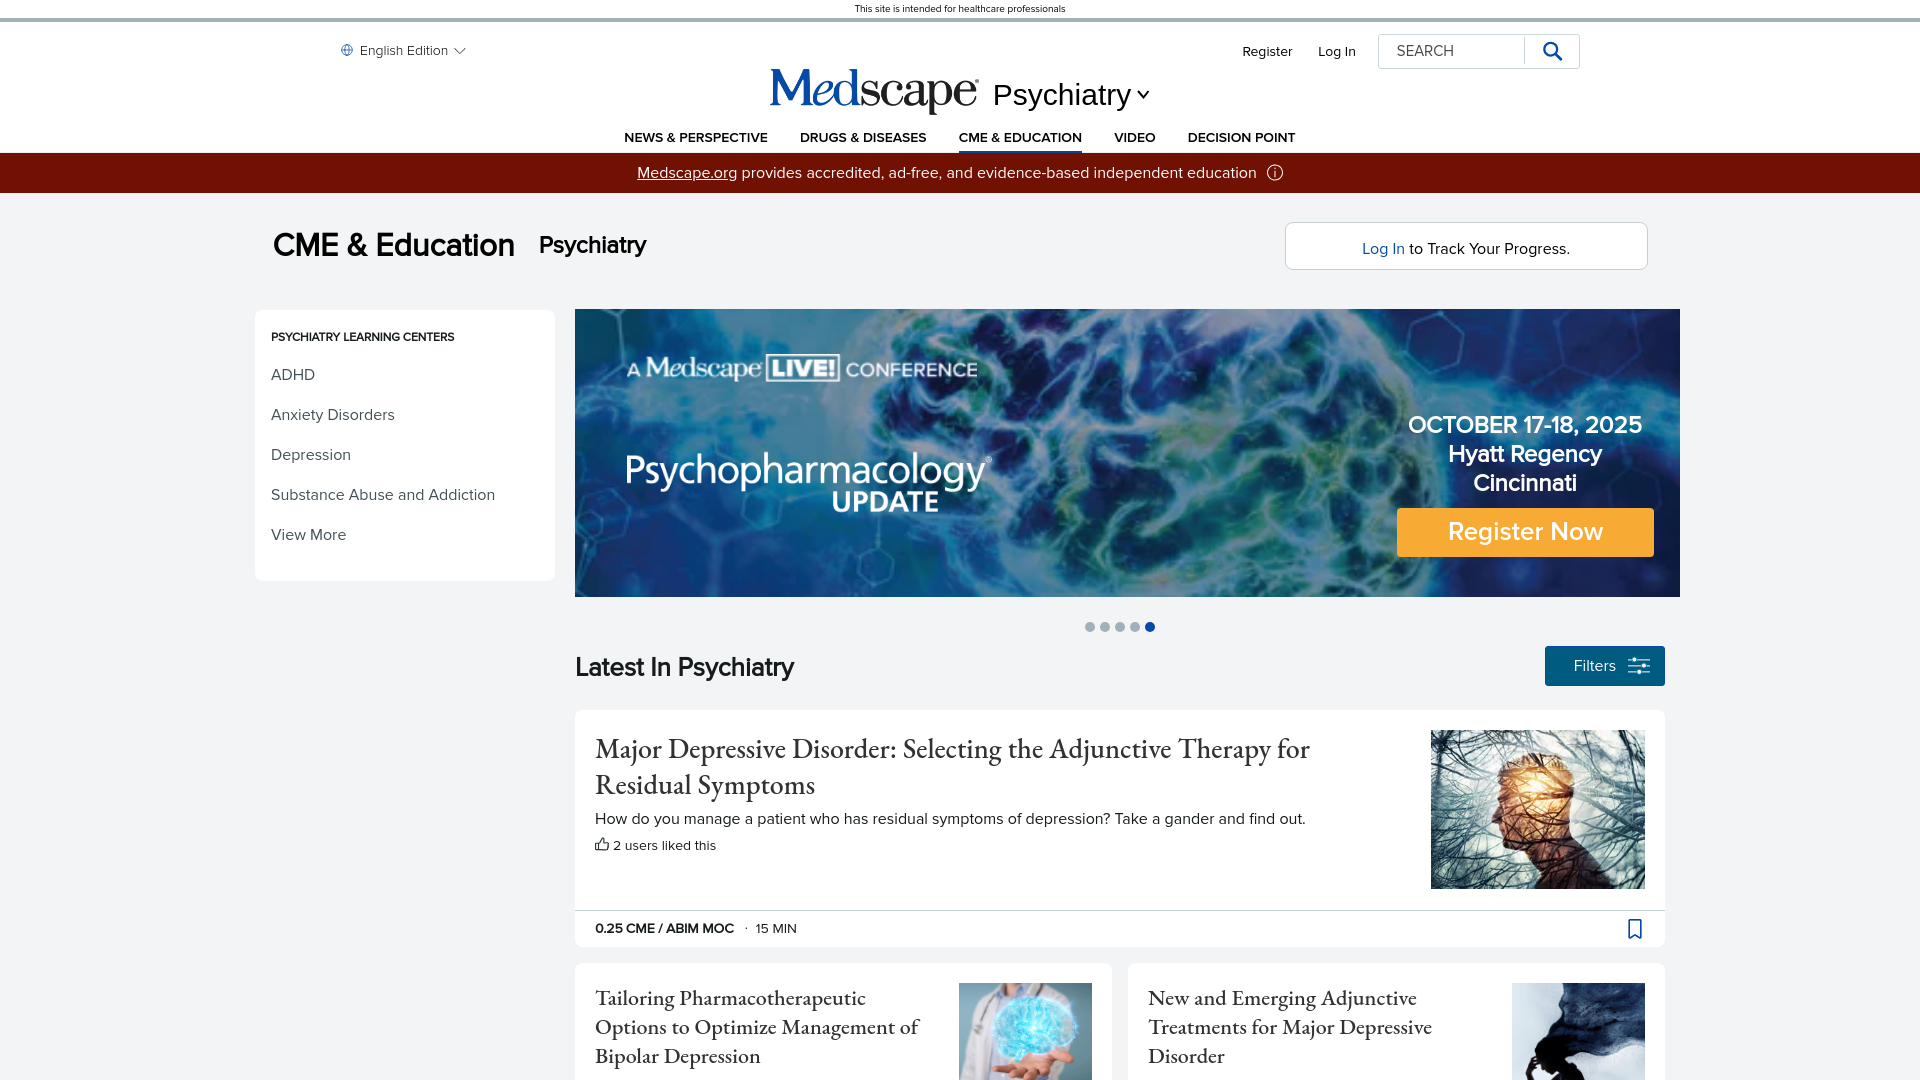 This site is intended for healthcare professionals
English Edition
Register
Log In
SEARCH
Medscape® Psychiatry
NEWS & PERSPECTIVE
DRUGS & DISEASES
CME & EDUCATION
VIDEO
DECISION POINT
Medscape.org provides accredited, ad-free, and evidence-based independent education
CME & Education
Psychiatry
Log In to Track Your Progress.
PSYCHIATRY LEARNING CENTERS
ADHD
Anxiety Disorders
Depression
Substance Abuse and Addiction
View More
A Medscape LIVE! CONFERENCE
Psychopharmacology®
UPDATE
OCTOBER 17-18, 2025
Hyatt Regency
Cincinnati
Register Now
Latest In Psychiatry
Filters
Major Depressive Disorder: Selecting the Adjunctive Therapy for
Residual Symptoms
How do you manage a patient who has residual symptoms of depression? Take a gander and find out.
2 users liked this
0.25 CME / ABIM MOC · 15 MIN
Tailoring Pharmacotherapeutic
Options to Optimize Management of
Bipolar Depression
New and Emerging Adjunctive
Treatments for Major Depressive
Disorder